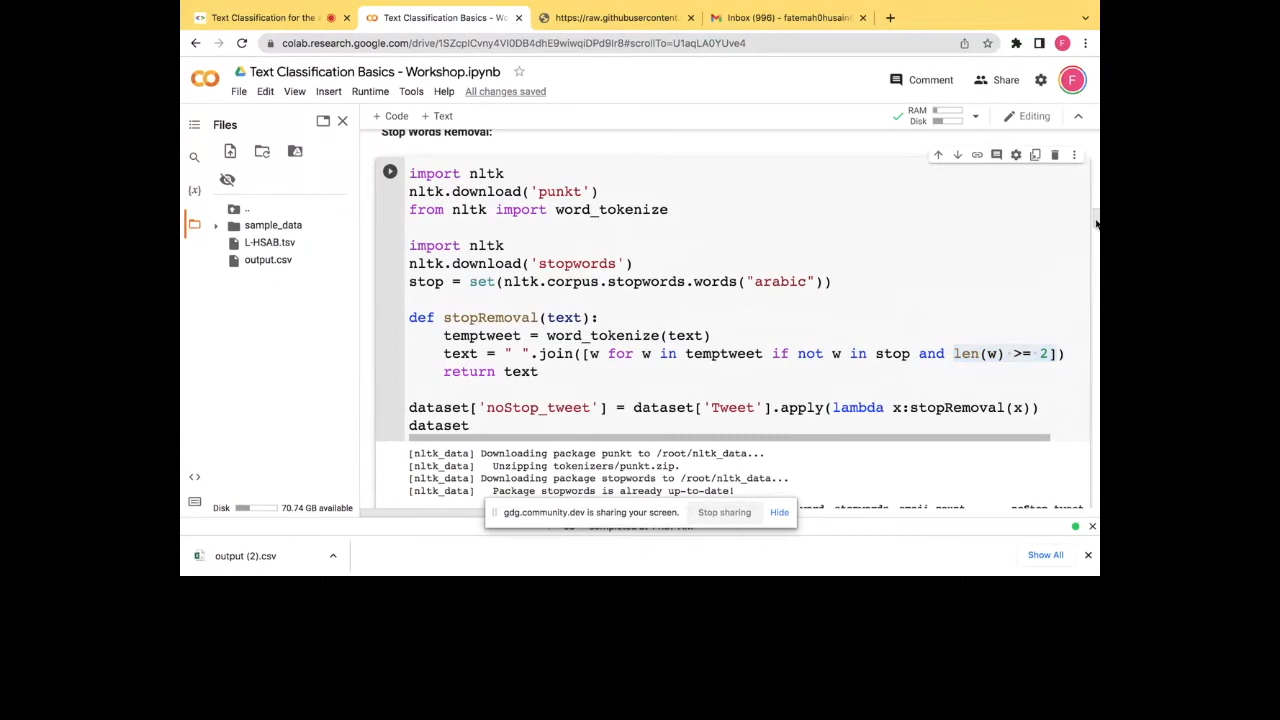 Text Classification for the
Text Classification Basics - Wo
https://raw.githubusercontent.
Inbox (996) - fatemah0husain
colab.research.google.com/drive/1SZcpICvny4VI0DB4dhE9wiwqiDPd9Ir8#scrollTo=U1aqLA0YUve4
F
Text Classification Basics - Workshop.ipynb
Comment
Share
F
File Edit View Insert Runtime Tools Help All changes saved
Files
+ Code + Text
RAM
Disk
Editing
Stop Words Removal:
{x}
..
sample_data
L-HSAB.tsv
output.csv
import nltk
nltk.download('punkt')
from nltk import word_tokenize
import nltk
nltk.download('stopwords')
stop = set(nltk.corpus.stopwords.words("arabic"))
def stopRemoval(text):
temptweet = word_tokenize(text)
text = " ".join([w for w in temptweet if not w in stop and len(w) >= 2])
return text
dataset['noStop_tweet'] = dataset['Tweet'].apply(lambda x:stopRemoval(x))
dataset
[nltk_data] Downloading package punkt to /root/nltk_data...
[nltk_data] Unzipping tokenizers/punkt.zip.
[nltk_data] Downloading package stopwords to /root/nltk_data...
[nltk_data] Package stopwords is already up-to-date!
Disk
70.74 GB available
gdg.community.dev is sharing your screen.
Stop sharing
Hide
output (2).csv
Show All